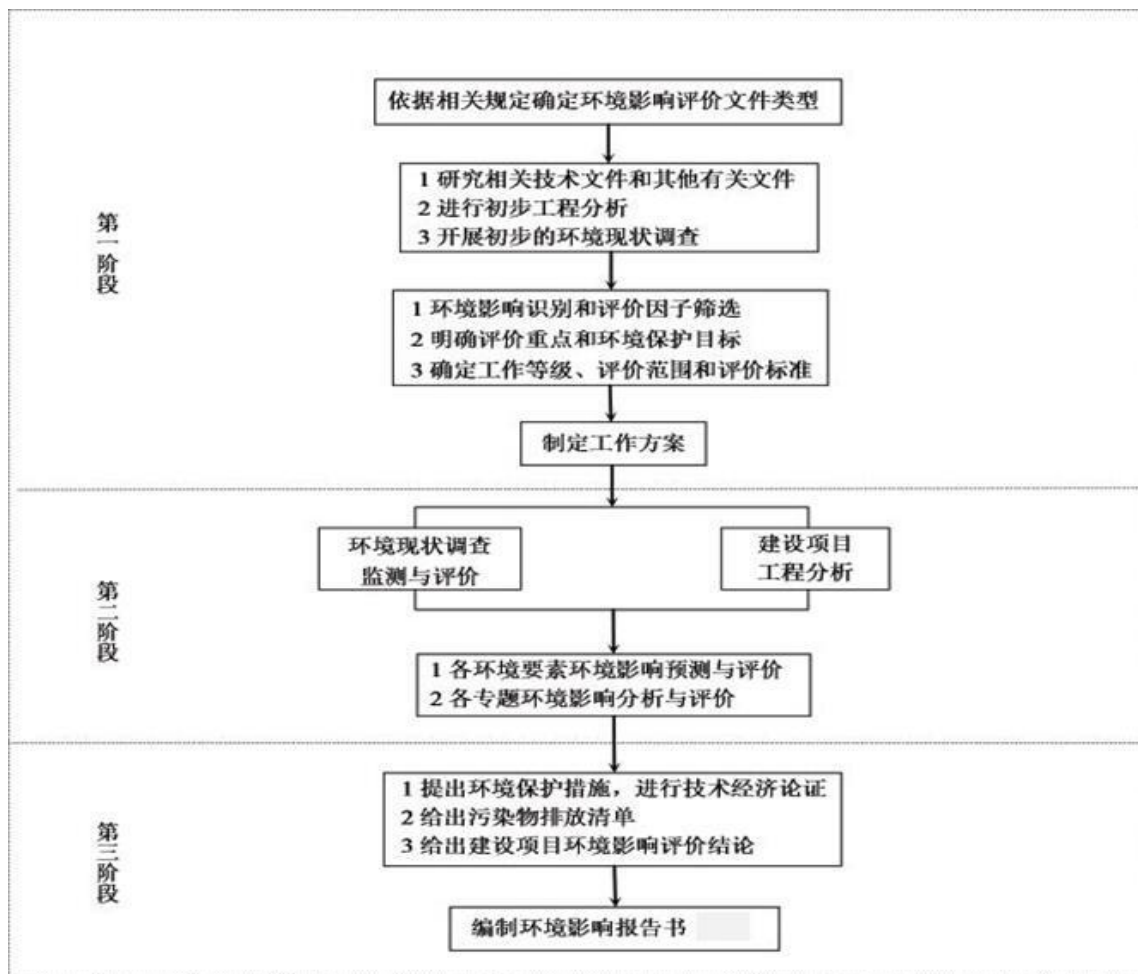 依据相关规定确定环境影响评价文件类型
1 研究相关技术文件和其他有关文件
2 进行初步工程分析
3 开展初步的环境现状调查
第一阶段
1 环境影响识别和评价因子筛选
2 明确评价重点和环境保护目标
3 确定工作等级、评价范围和评价标准
制定工作方案
环境现状调查
监测与评价
建设项目
工程分析
第二阶段
1 各环境要素环境影响预测与评价
2 各专题环境影响分析与评价
1 提出环境保护措施，进行技术经济论证
2 给出污染物排放清单
3 给出建设项目环境影响评价结论
第三阶段
编制环境影响报告书